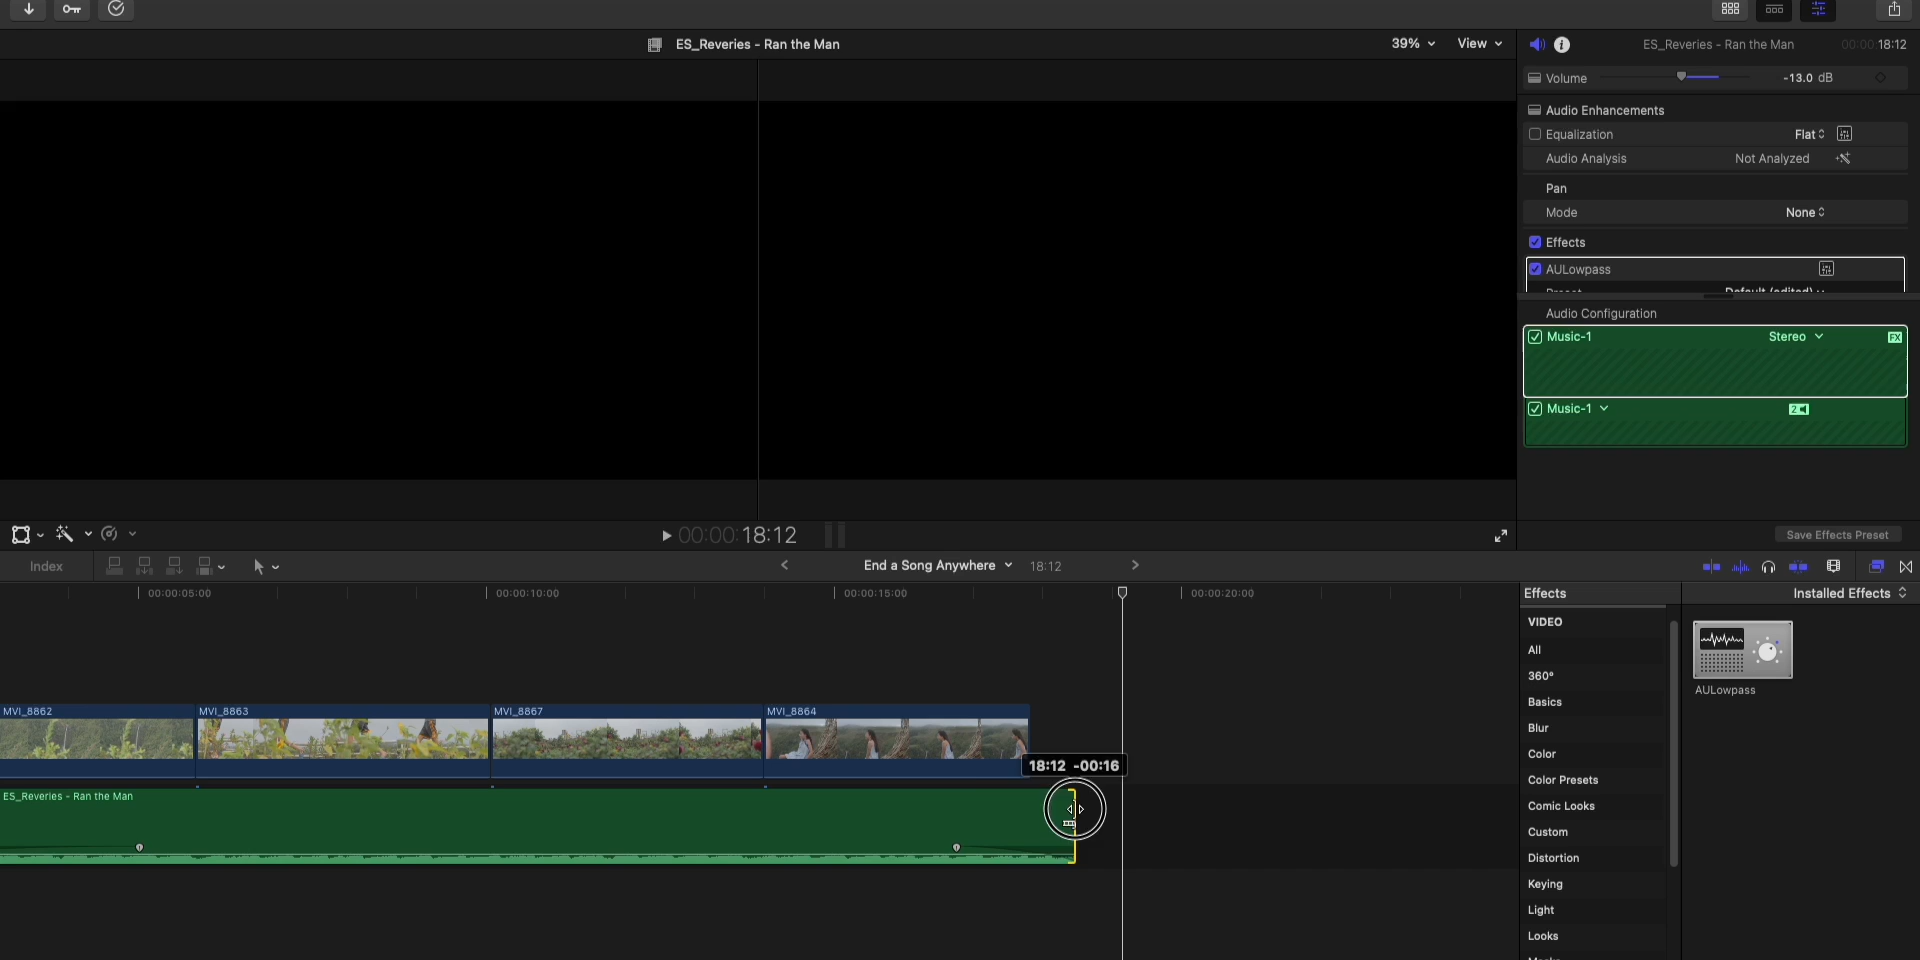 ES_Reveries - Ran the Man
39%
View
ES_Reveries - Ran the Man
00:00:18:12
Volume
-13.0 dB
Audio Enhancements
Equalization
Flat
Audio Analysis
Not Analyzed
Pan
Mode
None
Effects
AULowpass
Preset
Default (edited)
Audio Configuration
Music-1
Stereo
FX
Music-1
2
00:00:18:12
Save Effects Preset
Index
End a Song Anywhere
18:12
00:00:05:00
00:00:10:00
00:00:15:00
00:00:20:00
Effects
Installed Effects
VIDEO
All
360°
Basics
Blur
Color
Color Presets
Comic Looks
Custom
Distortion
Keying
Light
Looks
AULowpass
MVI_8862
MVI_8863
MVI_8867
MVI_8864
18:12 -00:16
ES_Reveries - Ran the Man